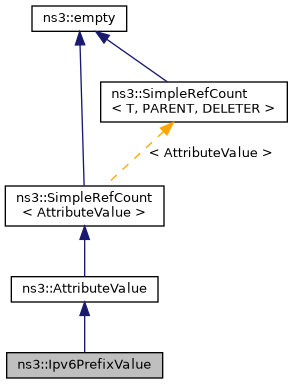 ns3::empty
ns3::SimpleRefCount
< T, PARENT, DELETER >
< AttributeValue >
ns3::SimpleRefCount
< AttributeValue >
ns3::AttributeValue
ns3::Ipv6PrefixValue